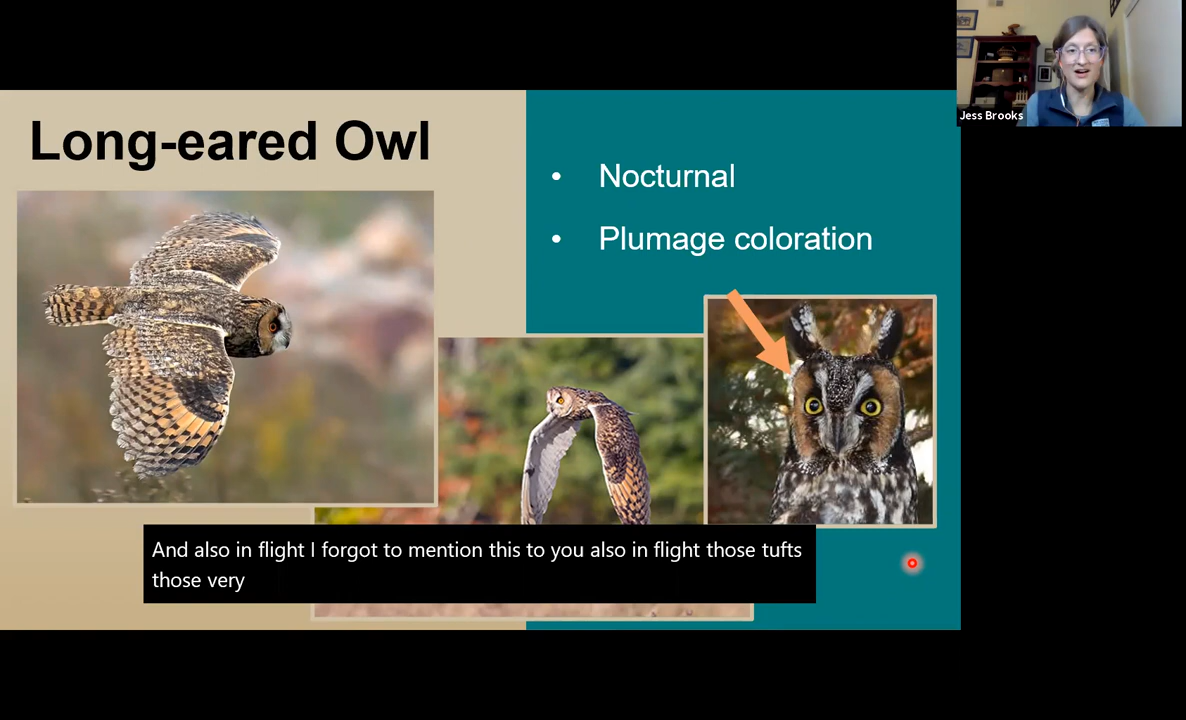 Jess Brooks
Long-eared Owl
• Nocturnal
• Plumage coloration
And also in flight I forgot to mention this to you also in flight those tufts
those very